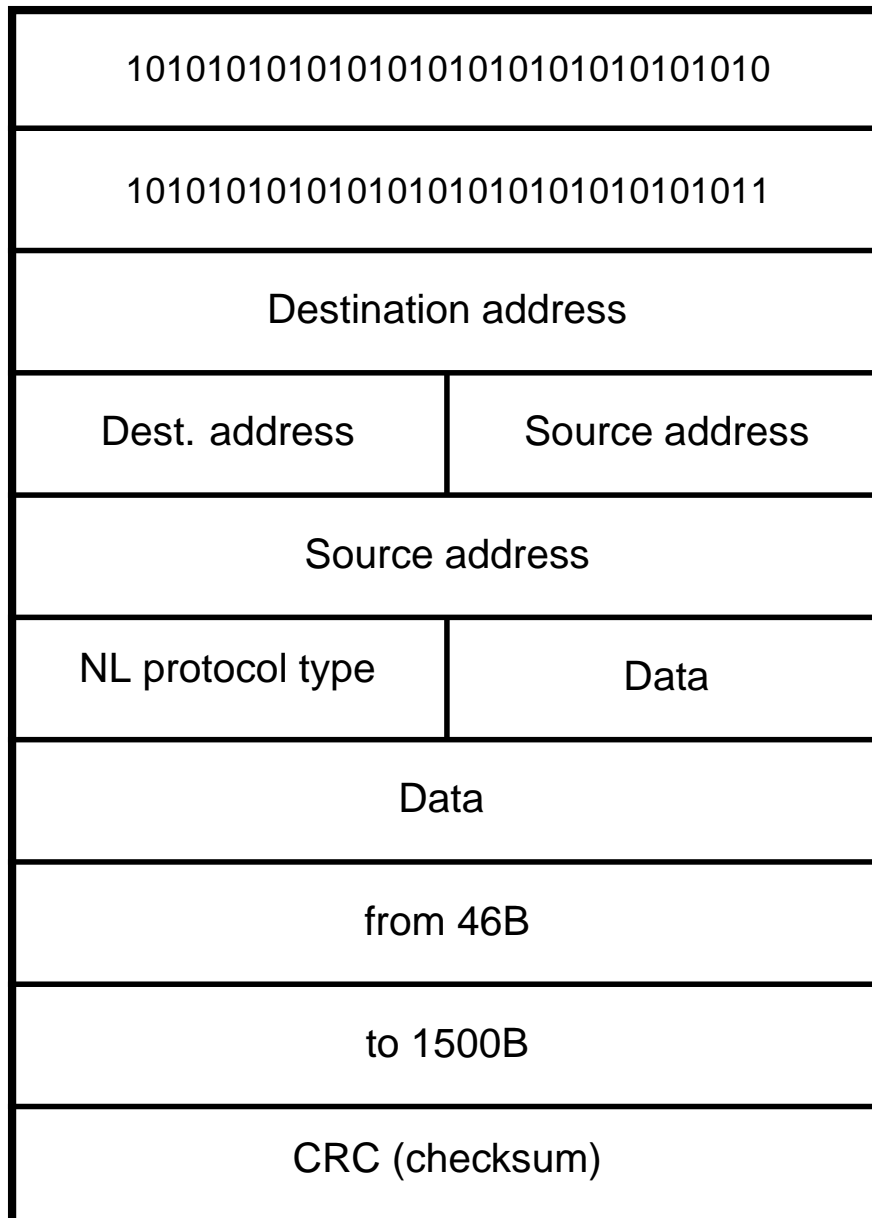 10101010101010101010101010101010
10101010101010101010101010101011
Destination address
Dest. address
Source address
Source address
NL protocol type
Data
Data
from 46B
to 1500B
CRC (checksum)